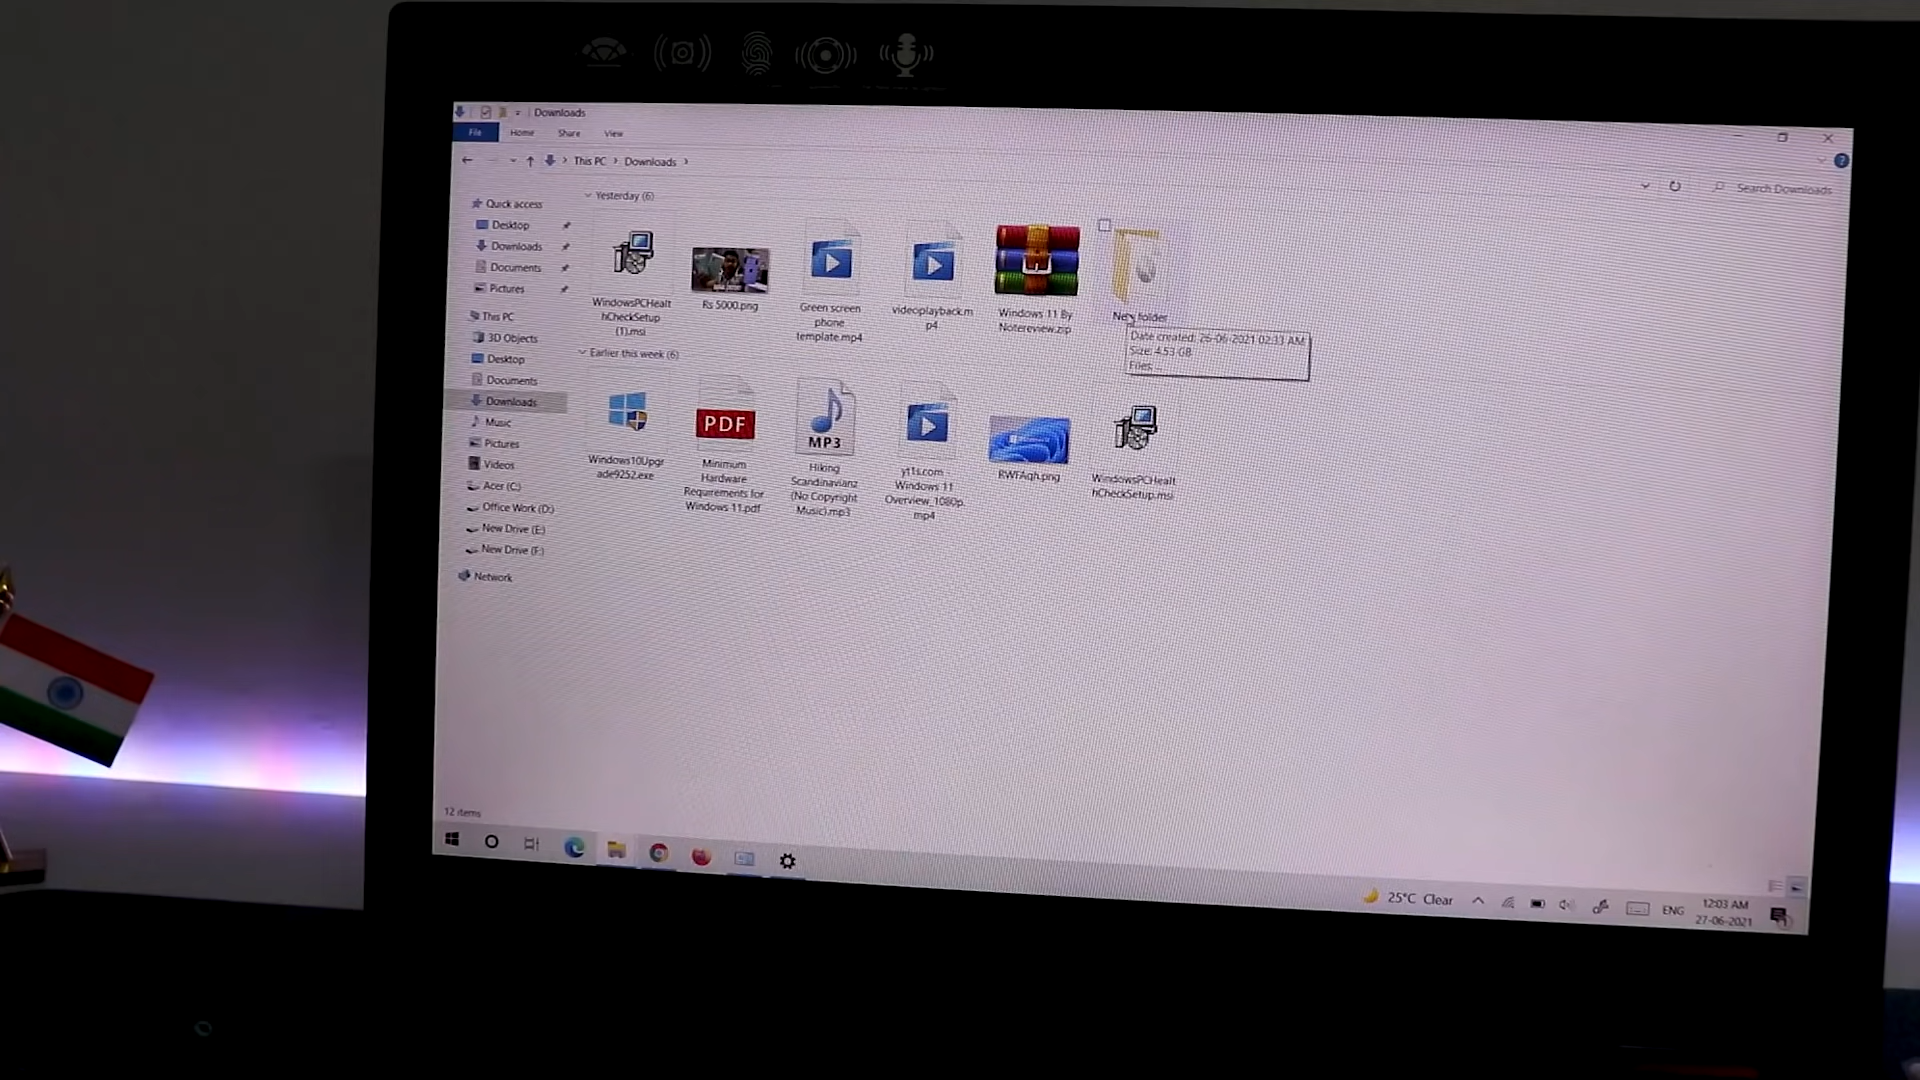 Downloads
File Home Share View
This PC > Downloads >
Search Downloads
Quick access
Desktop
Downloads
Documents
Pictures
This PC
3D Objects
Desktop
Documents
Downloads
Music
Pictures
Videos
Acer (C:)
Office Work (D:)
New Drive (E:)
New Drive (F:)
Network
Yesterday (6)
WindowsPCHealt
hCheckSetup
(1).msi
Rs 5000.png
Green screen
phone
template.mp4
videoplayback.m
p4
Windows 11 By
Notereview.zip
New folder
Date created: 26-06-2021 02:33 AM
Size: 4.53 GB
Files: ...
Earlier this week (6)
Windows10Upgr
ade9252.exe
PDF
Minimum
Hardware
Requirements for
Windows 11.pdf
MP3
Hiking
Scandinavianz
(No Copyright
Music).mp3
yt1s.com -
Windows 11
Overview_1080p.
mp4
RWFAqh.png
WindowsPCHealt
hCheckSetup.msi
12 items
25°C Clear
ENG
12:03 AM
27-06-2021